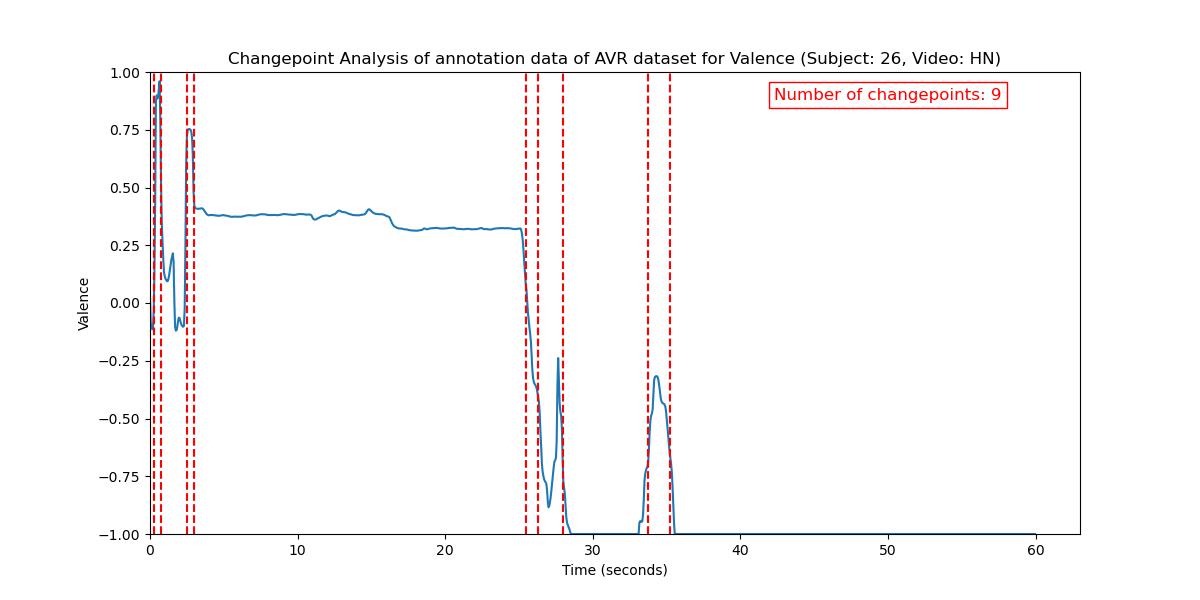 Changepoint Analysis of annotation data of AVR dataset for Valence (Subject: 26, Video: HN)
Number of changepoints: 9
1.00
0.75
0.50
0.25
0.00
−0.25
−0.50
−0.75
−1.00
Valence
0 10 20 30 40 50 60
Time (seconds)